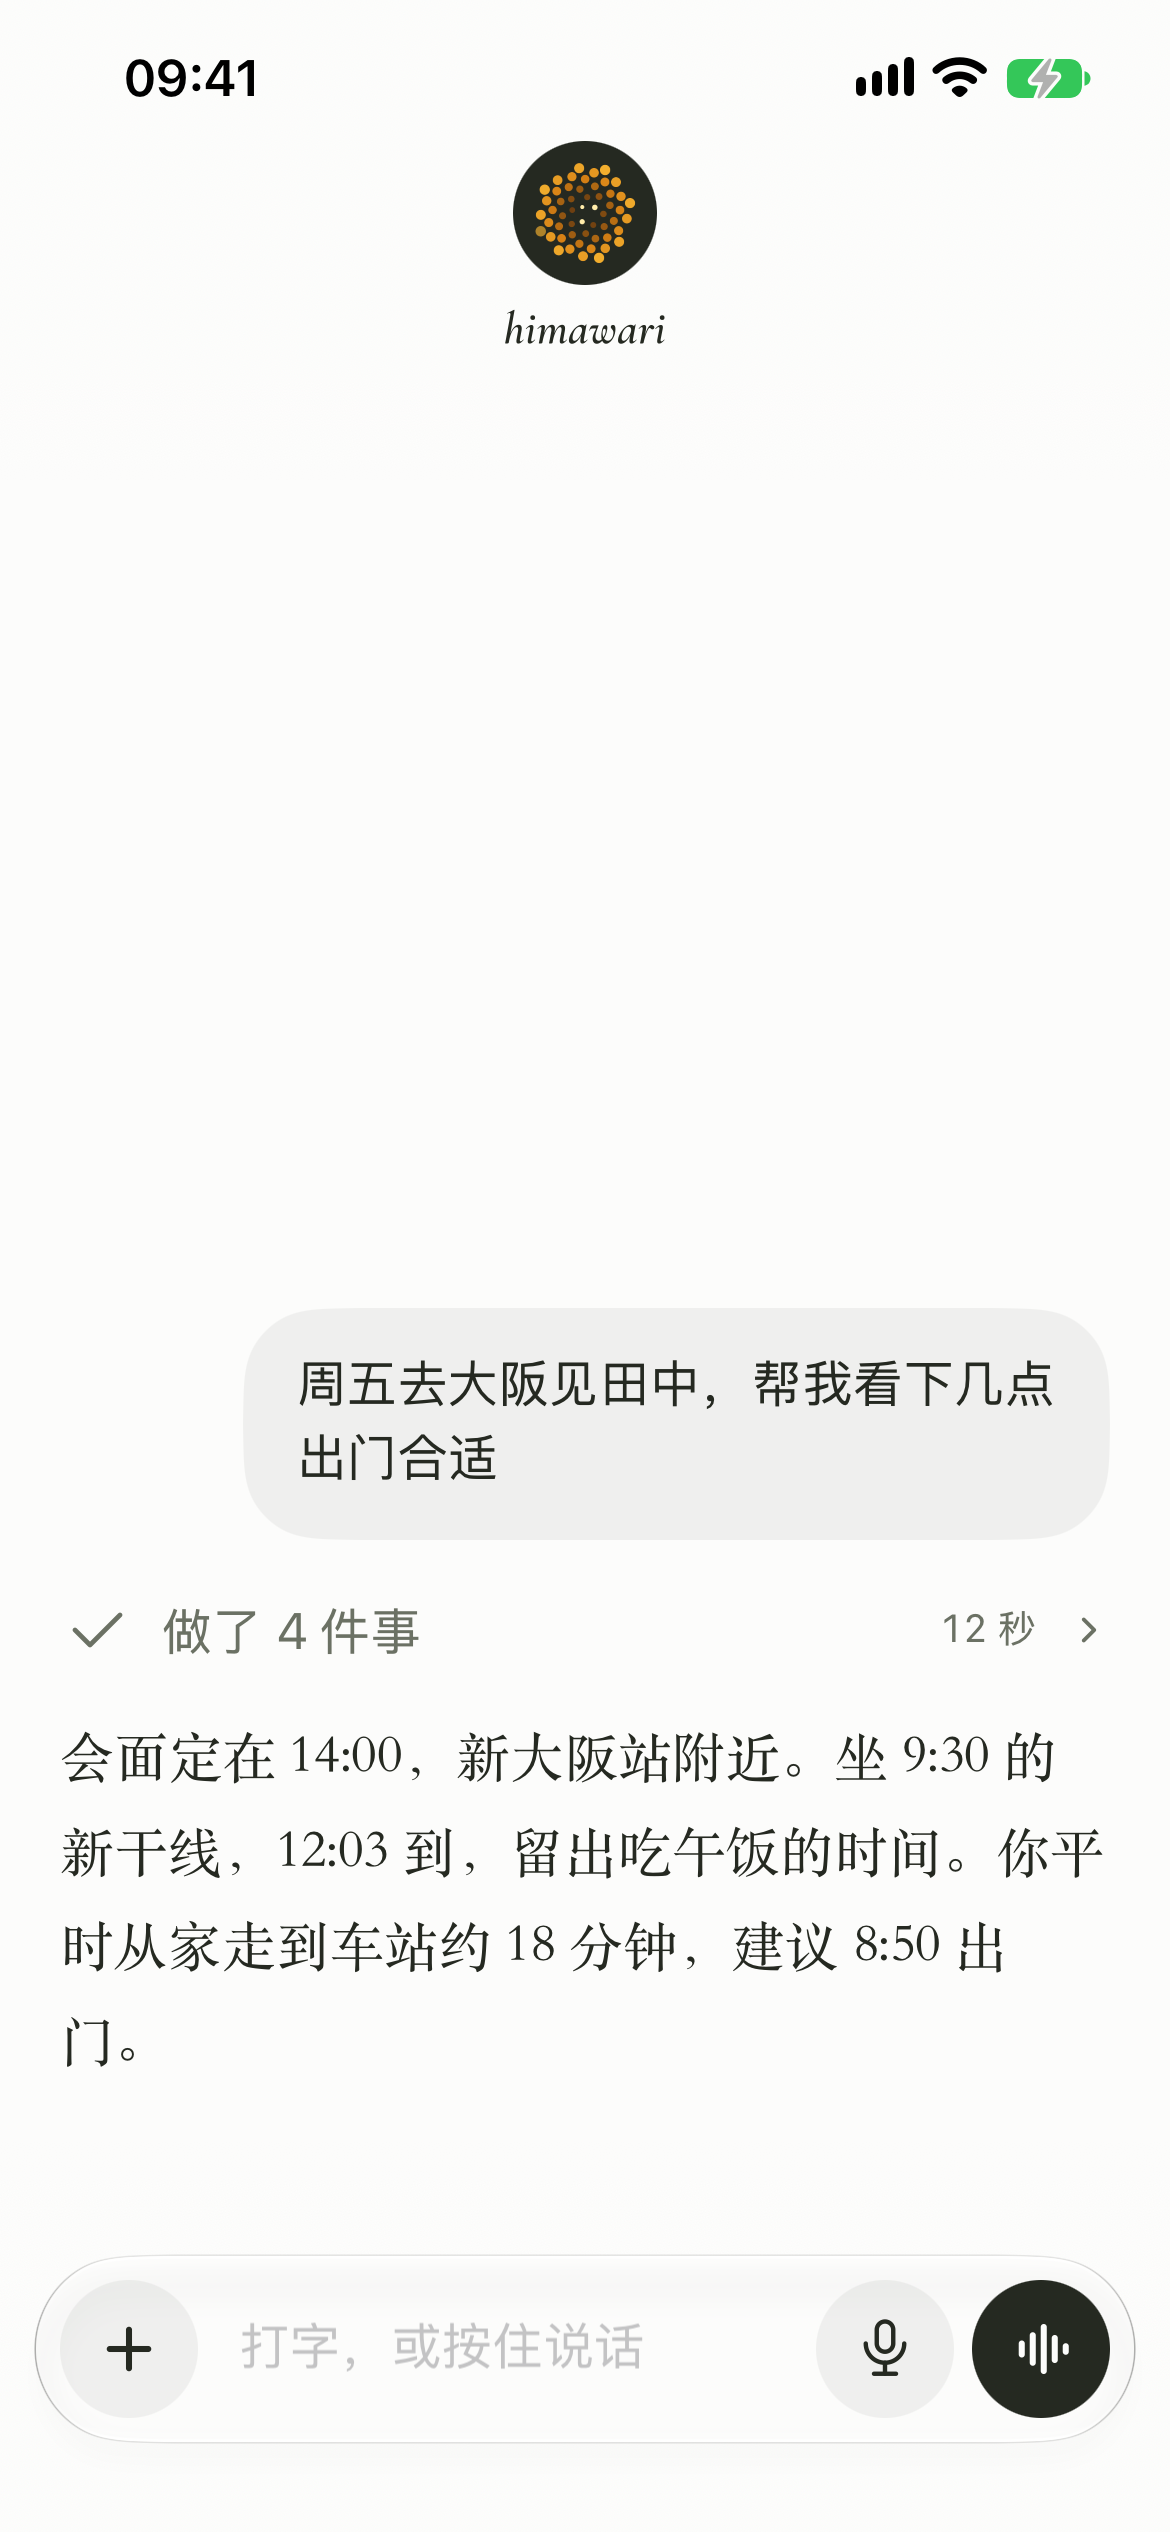 09:41
himawari
周五去大阪见田中，帮我看下几点
出门合适
做了 4 件事
12 秒
会面定在 14:00，新大阪站附近。坐 9:30 的
新干线，12:03 到，留出吃午饭的时间。你平
时从家走到车站约 18 分钟，建议 8:50 出
门。
打字，或按住说话